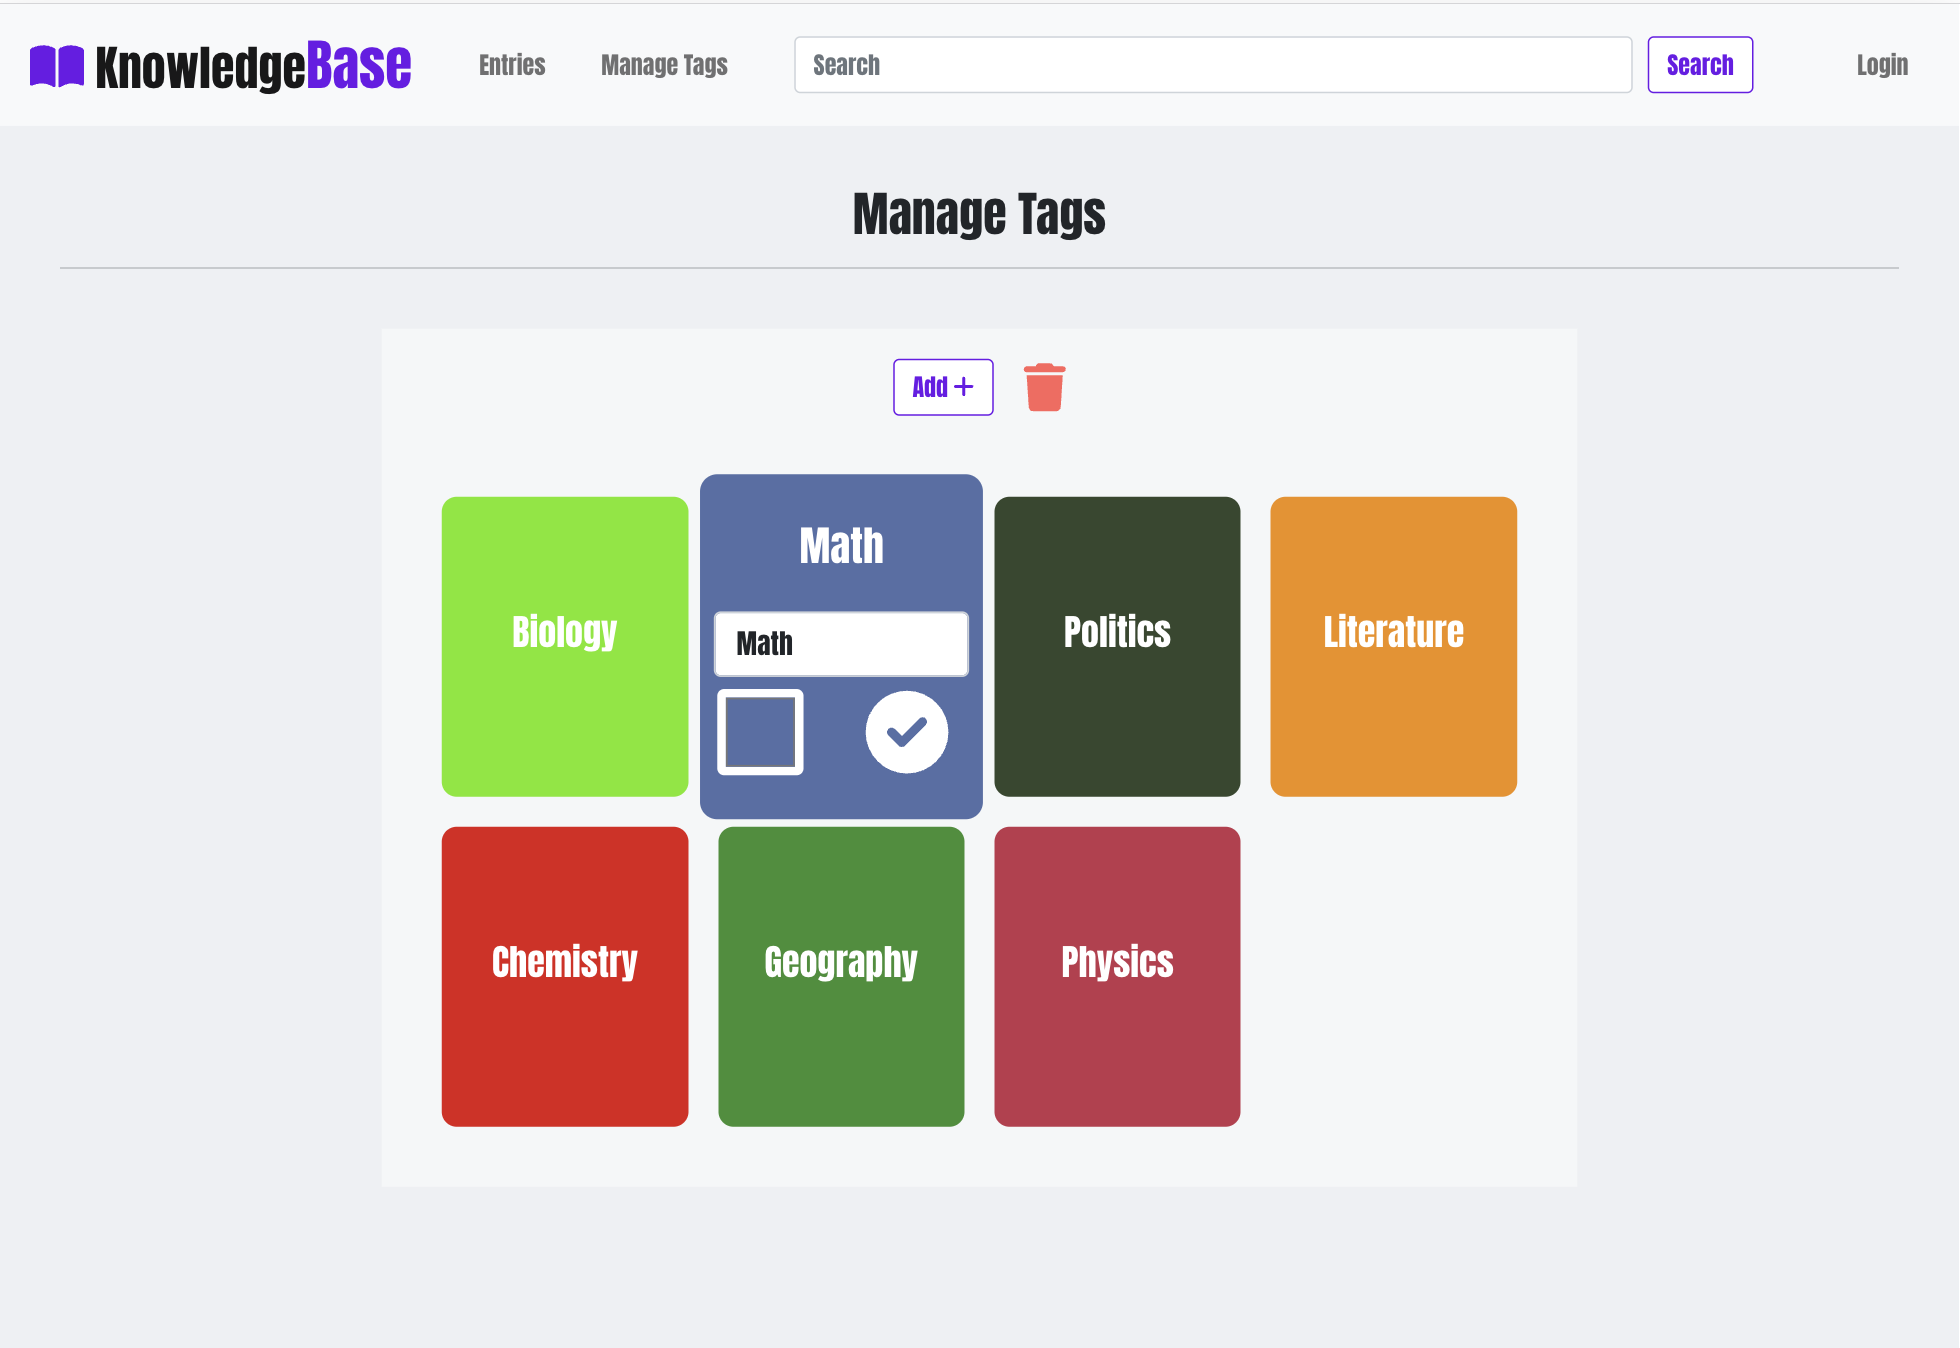 KnowledgeBase
Entries
Manage Tags
Search
Search
Login
Manage Tags
Add +
Biology
Math
Math
Politics
Literature
Chemistry
Geography
Physics